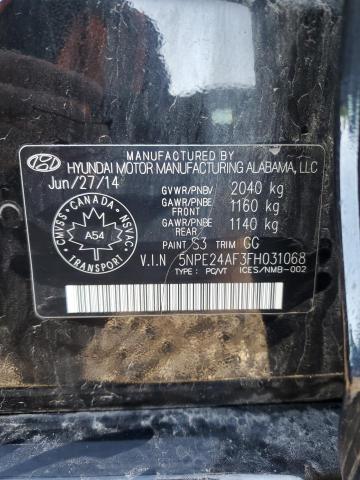 MANUFACTURED BY
HYUNDAI MOTOR MANUFACTURING ALABAMA, LLC
Jun/27/14
GVWR/PNBV 2040 kg
GAWR/PNBE FRONT 1160 kg
GAWR/PNBE REAR 1140 kg
PAINT S3 TRIM GG
V.I.N 5NPE24AF3FH031068
TYPE: PC/VT ICES/NMB-002
CANADA
CMVSS NSVAC
A54
TRANSPORT